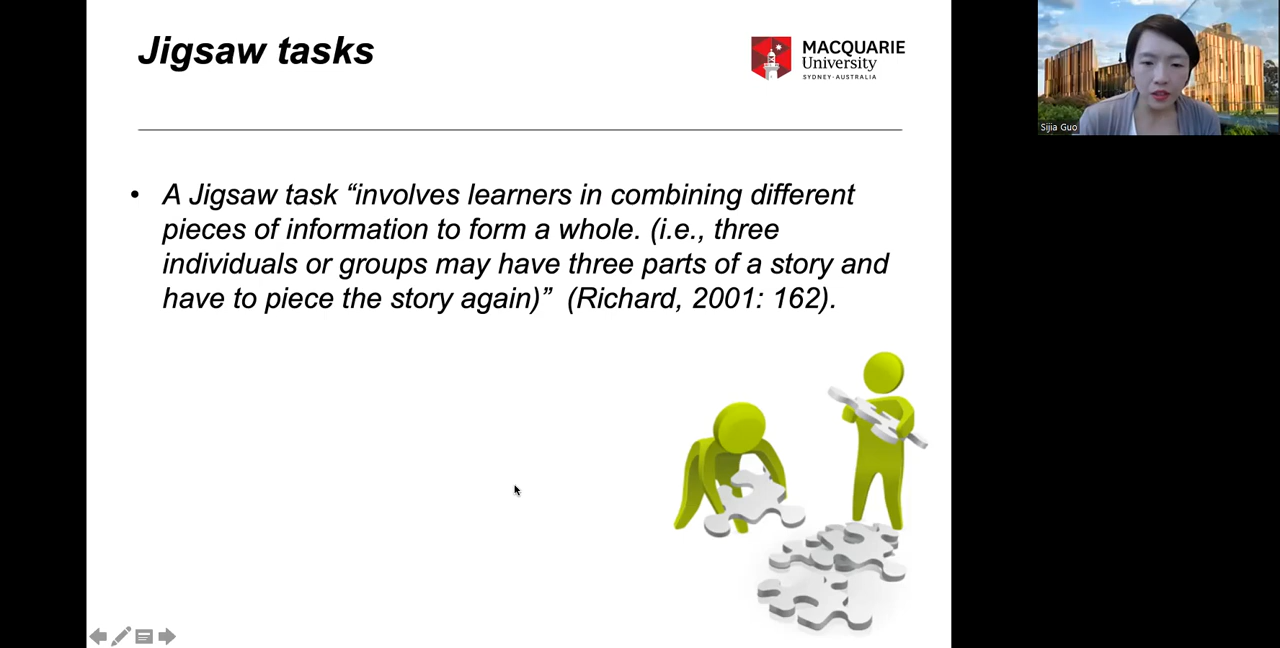 Jigsaw tasks
MACQUARIE
University
SYDNEY·AUSTRALIA
Sijia Guo
• A Jigsaw task “involves learners in combining different
pieces of information to form a whole. (i.e., three
individuals or groups may have three parts of a story and
have to piece the story again)” (Richard, 2001: 162).